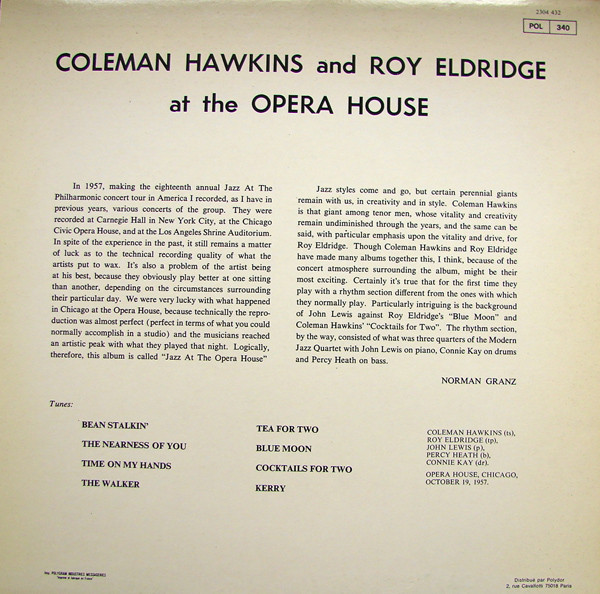 2304 432
POL 340
COLEMAN HAWKINS and ROY ELDRIDGE
at the OPERA HOUSE
In 1957, making the eighteenth annual Jazz At The
Philharmonic concert tour in America I recorded, as I have in
previous years, various concerts of the group. They were
recorded at Carnegie Hall in New York City, at the Chicago
Civic Opera House, and at the Los Angeles Shrine Auditorium.
In spite of the experience in the past, it still remains a matter
of luck as to the technical recording quality of what the
artists put to wax. It's also a problem of the artist being
at his best, because they obviously play better at one sitting
than another, depending on the circumstances surrounding
their particular day. We were very lucky with what happened
in Chicago at the Opera House, because technically the repro-
duction was almost perfect (perfect in terms of what you could
normally accomplish in a studio) and the musicians reached
an artistic peak with what they played that night. Logically,
therefore, this album is called "Jazz At The Opera House"
Jazz styles come and go, but certain perennial giants
remain with us, in creativity and in style. Coleman Hawkins
is that giant among tenor men, whose vitality and creativity
remain undiminished through the years, and the same can be
said, with particular emphasis upon the vitality and drive, for
Roy Eldridge. Though Coleman Hawkins and Roy Eldridge
have made many albums together this, I think, because of the
concert atmosphere surrounding the album, might be their
most exciting. Certainly it's true that for the first time they
play with a rhythm section different from the ones with which
they normally play. Particularly intriguing is the background
of John Lewis against Roy Eldridge's "Blue Moon" and
Coleman Hawkins' "Cocktails for Two". The rhythm section,
by the way, consisted of what was three quarters of the Modern
Jazz Quartet with John Lewis on piano, Connie Kay on drums
and Percy Heath on bass.
NORMAN GRANZ
Tunes:
BEAN STALKIN'
THE NEARNESS OF YOU
TIME ON MY HANDS
THE WALKER
TEA FOR TWO
BLUE MOON
COCKTAILS FOR TWO
KERRY
COLEMAN HAWKINS (ts),
ROY ELDRIDGE (tp),
JOHN LEWIS (p),
PERCY HEATH (b),
CONNIE KAY (dr).
OPERA HOUSE, CHICAGO,
OCTOBER 19, 1957.
Imp. POLYGRAM INDUSTRIES MESSAGERIES
Distribué par Polydor
2, rue Cavallotti 75018 Paris